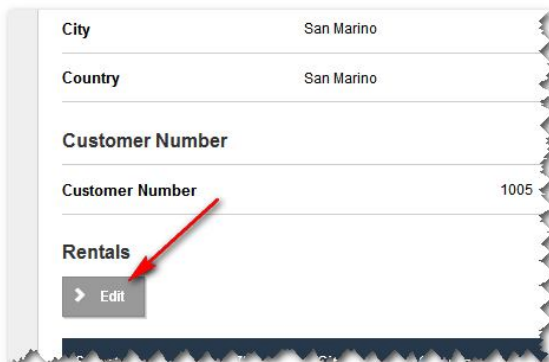 City San Marino
Country San Marino
Customer Number
Customer Number 1005
Rentals
Edit